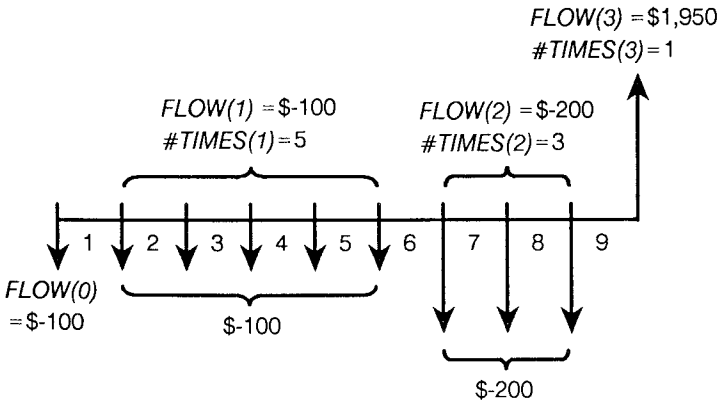 FLOW(3) = $1,950
#TIMES(3) = 1
FLOW(1) = $-100
#TIMES(1) = 5
FLOW(2) = $-200
#TIMES(2) = 3
1 2 3 4 5 6 7 8 9
FLOW(0)
= $-100
$-100
$-200